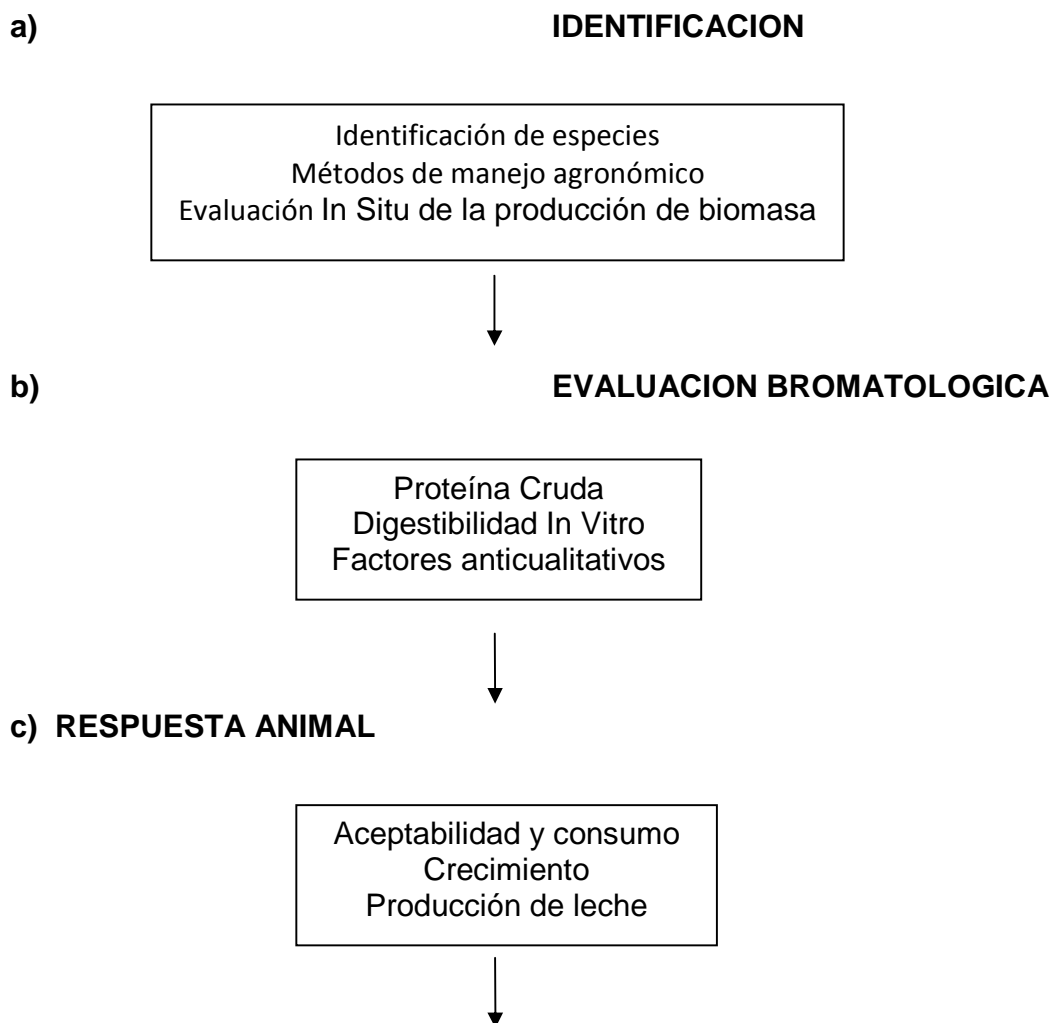 a) IDENTIFICACION
Identificación de especies
Métodos de manejo agronómico
Evaluación In Situ de la producción de biomasa
b) EVALUACION BROMATOLOGICA
Proteína Cruda
Digestibilidad In Vitro
Factores anticualitativos
c) RESPUESTA ANIMAL
Aceptabilidad y consumo
Crecimiento
Producción de leche